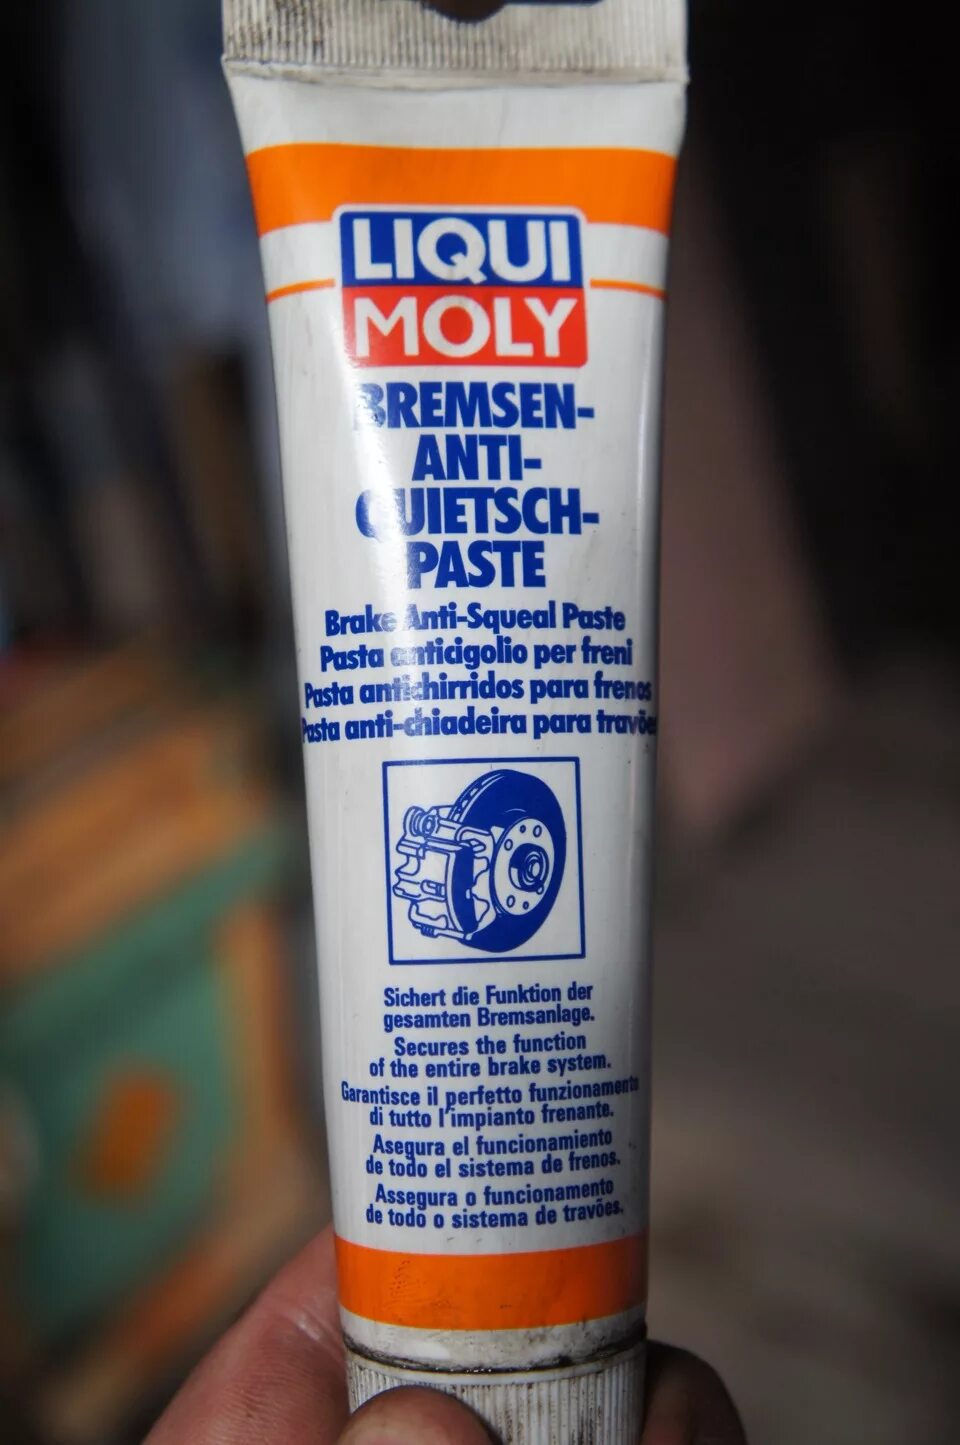 LIQUI
MOLY
BREMSEN-
ANTI-
QUIETSCH-
PASTE
Brake Anti-Squeal Paste
Pasta anticigolio per freni
Pasta antichirridos para frenos
Pasta anti-chiadeira para travões
Sichert die Funktion der
gesamten Bremsanlage.
Secures the function
of the entire brake system.
Garantisce il perfetto funzionamento
di tutto l'impianto frenante.
Asegura el funcionamiento
de todo el sistema de frenos.
Assegura o funcionamento
de todo o sistema de travões.